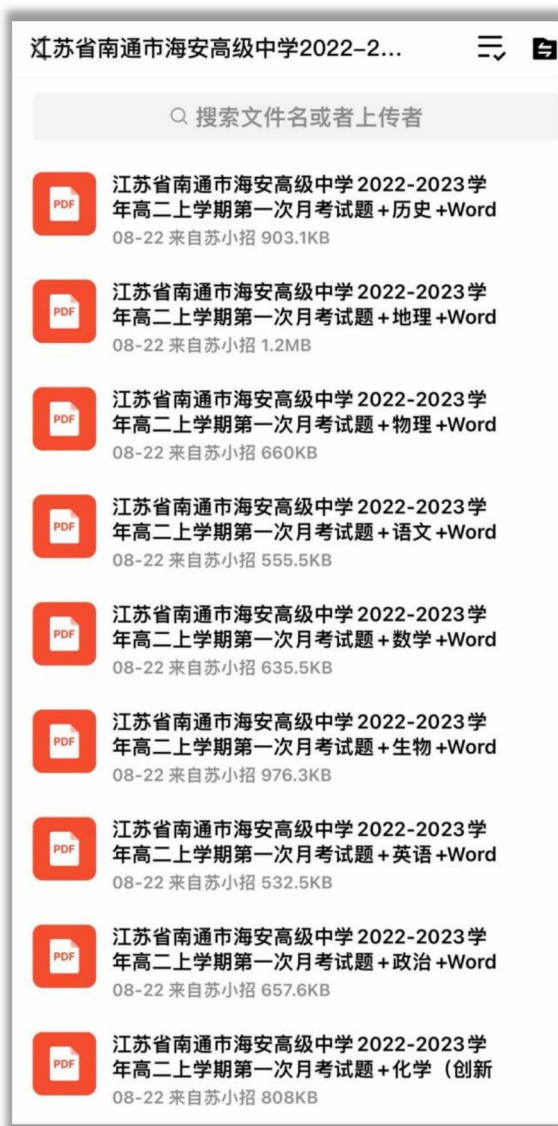 江苏省南通市海安高级中学2022-2...
搜索文件名或者上传者
PDF
江苏省南通市海安高级中学2022-2023学
年高二上学期第一次月考试题+历史+Word
08-22 来自苏小招 903.1KB
PDF
江苏省南通市海安高级中学2022-2023学
年高二上学期第一次月考试题+地理+Word
08-22 来自苏小招 1.2MB
PDF
江苏省南通市海安高级中学2022-2023学
年高二上学期第一次月考试题+物理+Word
08-22 来自苏小招 660KB
PDF
江苏省南通市海安高级中学2022-2023学
年高二上学期第一次月考试题+语文+Word
08-22 来自苏小招 555.5KB
PDF
江苏省南通市海安高级中学2022-2023学
年高二上学期第一次月考试题+数学+Word
08-22 来自苏小招 635.5KB
PDF
江苏省南通市海安高级中学2022-2023学
年高二上学期第一次月考试题+生物+Word
08-22 来自苏小招 976.3KB
PDF
江苏省南通市海安高级中学2022-2023学
年高二上学期第一次月考试题+英语+Word
08-22 来自苏小招 532.5KB
PDF
江苏省南通市海安高级中学2022-2023学
年高二上学期第一次月考试题+政治+Word
08-22 来自苏小招 657.6KB
PDF
江苏省南通市海安高级中学2022-2023学
年高二上学期第一次月考试题+化学（创新
08-22 来自苏小招 808KB